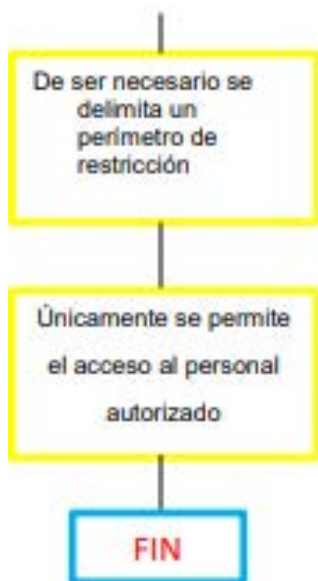 De ser necesario se
delimita un
perímetro de
restricción
Únicamente se permite
el acceso al personal
autorizado
FIN